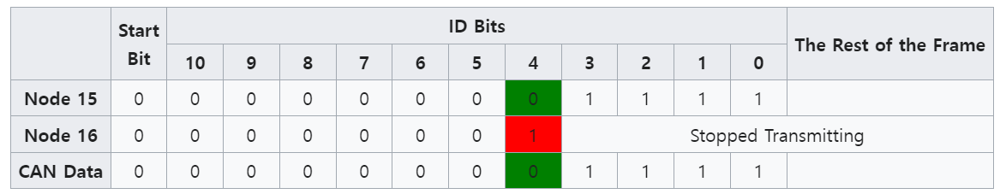 Start Bit ID Bits The Rest of the Frame
10 9 8 7 6 5 4 3 2 1 0
Node 15 0 0 0 0 0 0 0 0 1 1 1 1
Node 16 0 0 0 0 0 0 0 1 Stopped Transmitting
CAN Data 0 0 0 0 0 0 0 0 1 1 1 1